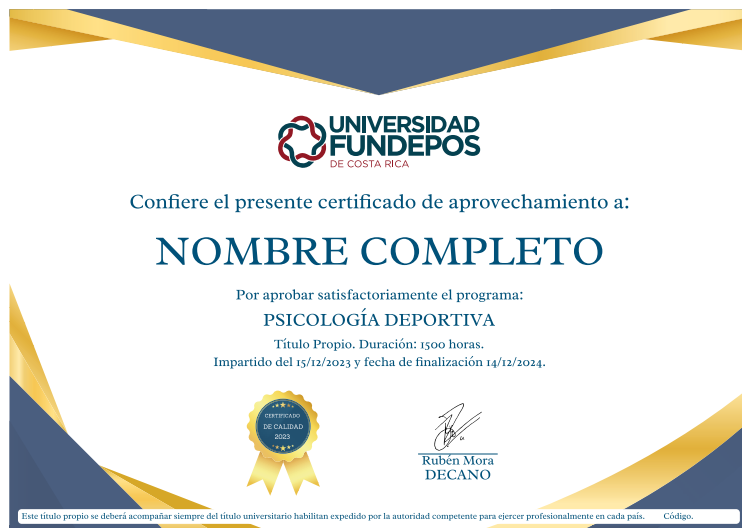 UNIVERSIDAD
FUNDEPOS
DE COSTA RICA
Confiere el presente certificado de aprovechamiento a:
NOMBRE COMPLETO
Por aprobar satisfactoriamente el programa:
PSICOLOGÍA DEPORTIVA
Título Propio. Duración: 1500 horas.
Impartido del 15/12/2023 y fecha de finalización 14/12/2024.
CERTIFICADO
DE CALIDAD
2023
Rubén Mora
DECANO
Este título propio se deberá acompañar siempre del título universitario habilitan expedido por la autoridad competente para ejercer profesionalmente en cada país. Código.